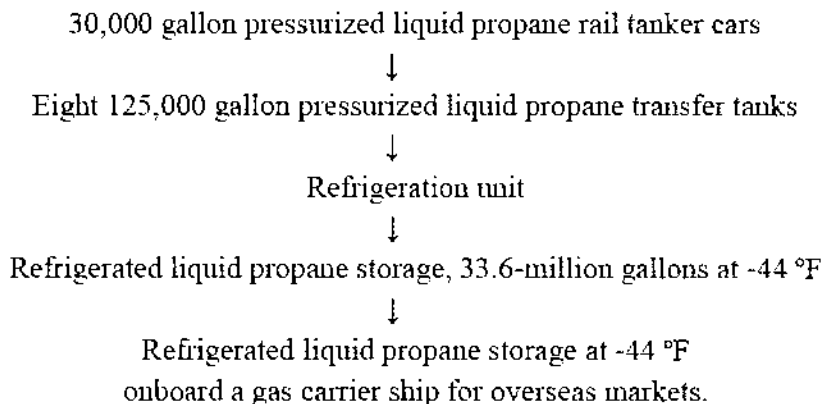 30,000 gallon pressurized liquid propane rail tanker cars
↓
Eight 125,000 gallon pressurized liquid propane transfer tanks
↓
Refrigeration unit
↓
Refrigerated liquid propane storage, 33.6-million gallons at -44 °F
↓
Refrigerated liquid propane storage at -44 °F
onboard a gas carrier ship for overseas markets.